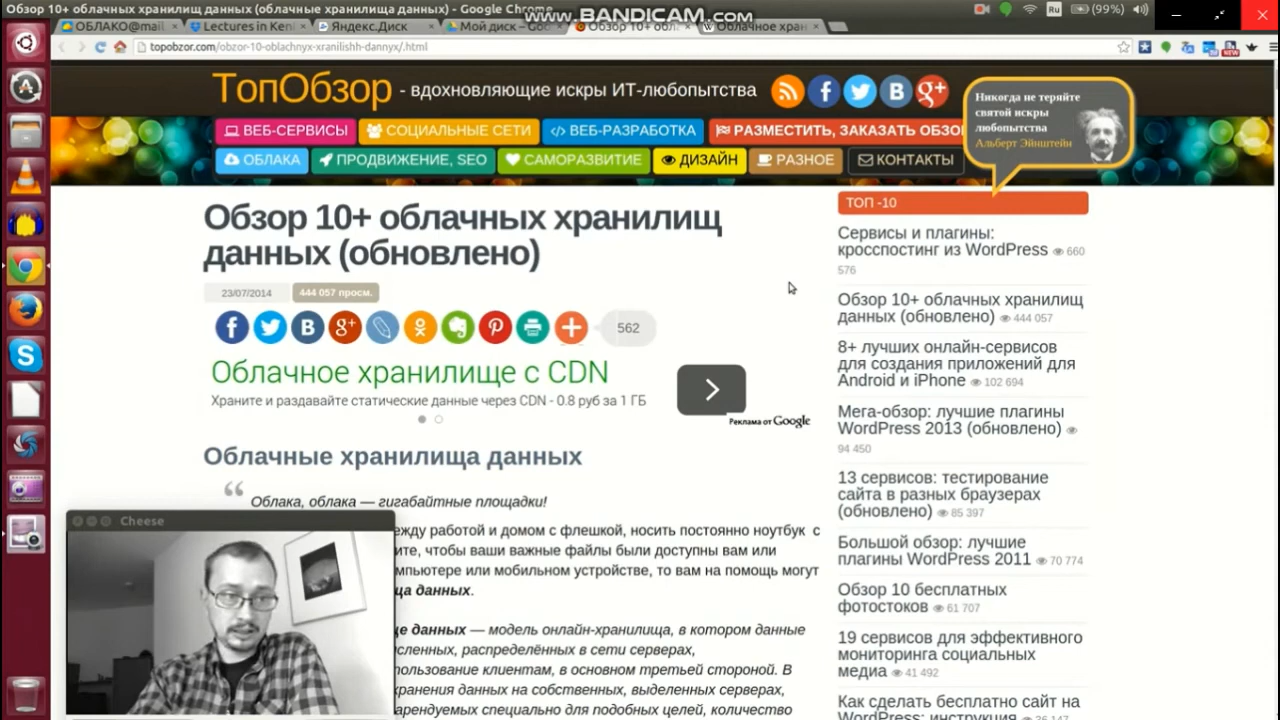 Обзор 10+ облачных хранилищ данных (облачные хранилища данных) - Google Chrome
www.BANDICAM.com
Ru
(99%)
ОБЛАКО@mail
Lectures in Ken
Яндекс.Диск
Мой диск – Goo
Обзор 10+ обл
Облачное хран
topobzor.com/obzor-10-oblachnyx-xranilishh-dannyx/.html
NEW
ТопОбзор - вдохновляющие искры ИТ-любопытства
Никогда не теряйте
святой искры
любопытства
Альберт Эйнштейн
ВЕБ-СЕРВИСЫ
СОЦИАЛЬНЫЕ СЕТИ
</> ВЕБ-РАЗРАБОТКА
РАЗМЕСТИТЬ, ЗАКАЗАТЬ ОБЗО
ОБЛАКА
ПРОДВИЖЕНИЕ, SEO
САМОРАЗВИТИЕ
ДИЗАЙН
РАЗНОЕ
КОНТАКТЫ
Обзор 10+ облачных хранилищ
данных (обновлено)
23/07/2014
444 057 просм.
562
Облачное хранилище с CDN
Храните и раздавайте статические данные через CDN - 0.8 руб за 1 ГБ
Реклама от Google
Облачные хранилища данных
Облака, облака — гигабайтные площадки!
ежду работой и домом с флешкой, носить постоянно ноутбук с
ите, чтобы ваши важные файлы были доступны вам или
мпьютере или мобильном устройстве, то вам на помощь могут
ца данных.
це данных — модель онлайн-хранилища, в котором данные
сленных, распределённых в сети серверах,
пользование клиентам, в основном третьей стороной. В
хранения данных на собственных, выделенных серверах,
арендуемых специально для подобных целей, количество
Cheese
ТОП -10
Сервисы и плагины:
кросспостинг из WordPress 660
576
Обзор 10+ облачных хранилищ
данных (обновлено) 444 057
8+ лучших онлайн-сервисов
для создания приложений для
Android и iPhone 102 694
Мега-обзор: лучшие плагины
WordPress 2013 (обновлено)
94 450
13 сервисов: тестирование
сайта в разных браузерах
(обновлено) 85 397
Большой обзор: лучшие
плагины WordPress 2011 70 774
Обзор 10 бесплатных
фотостоков 61 707
19 сервисов для эффективного
мониторинга социальных
медиа 41 492
Как сделать бесплатно сайт на
WordPress: инструкция